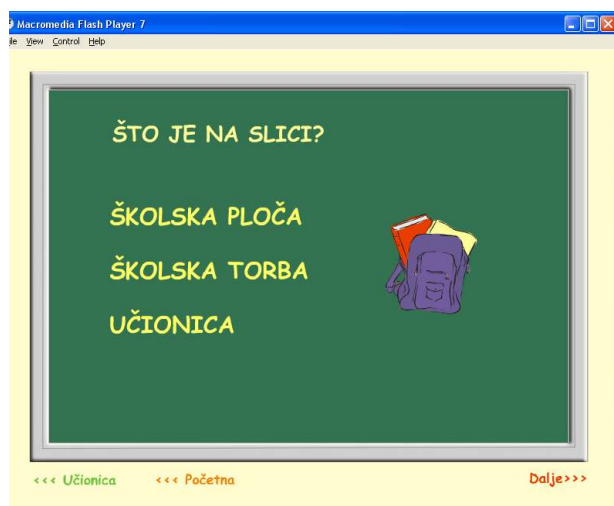 Macromedia Flash Player 7
ile View Control Help
ŠTO JE NA SLICI?
ŠKOLSKA PLOČA
ŠKOLSKA TORBA
UČIONICA
<<< Učionica <<< Početna Dalje>>>